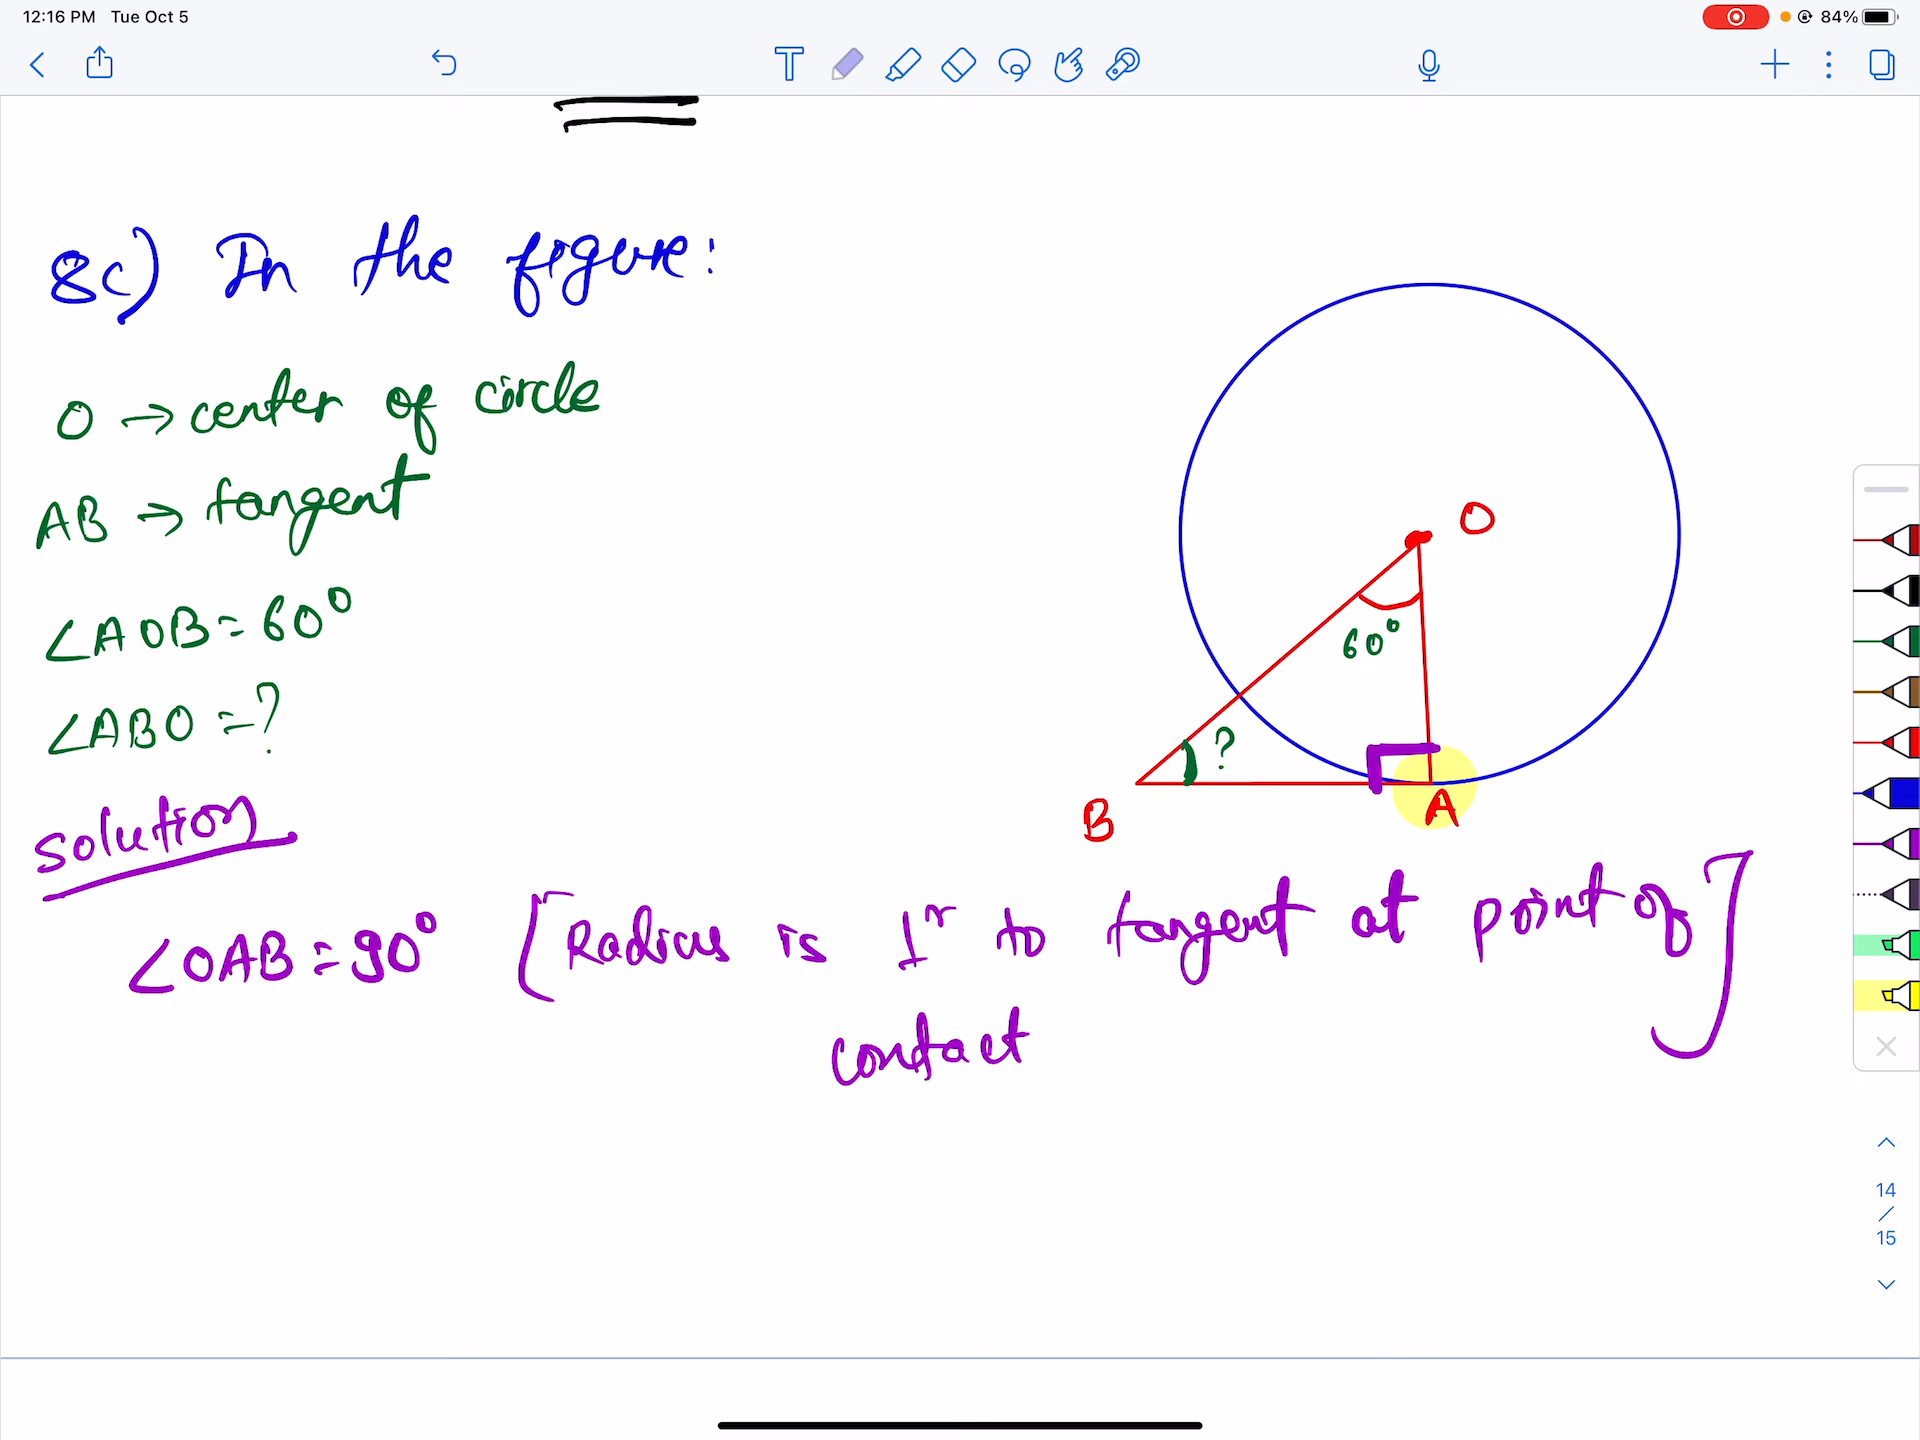 12:16 PM Tue Oct 5
84%
8c) In the figure:
O → center of circle
AB → tangent
∠AOB = 60°
∠ABO = ?
solution
∠OAB = 90° [Radius is ⊥r to tangent at point of
contact]
O
60°
?
B
A
14
/
15